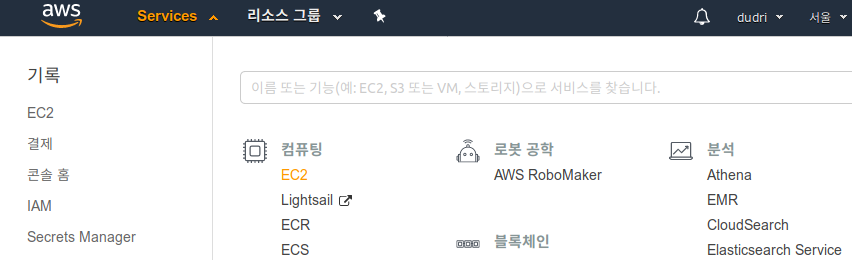 aws Services 리소스 그룹 dudri 서울
기록
EC2
결제
콘솔 홈
IAM
Secrets Manager
이름 또는 기능(예: EC2, S3 또는 VM, 스토리지)으로 서비스를 찾습니다.
컴퓨팅
EC2
Lightsail
ECR
ECS
로봇 공학
AWS RoboMaker
블록체인
분석
Athena
EMR
CloudSearch
Elasticsearch Service